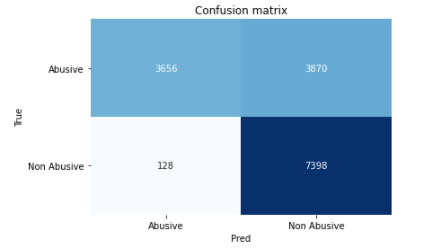 Confusion matrix
Abusive
3656
3870
True
Non Abusive
128
7398
Abusive
Non Abusive
Pred